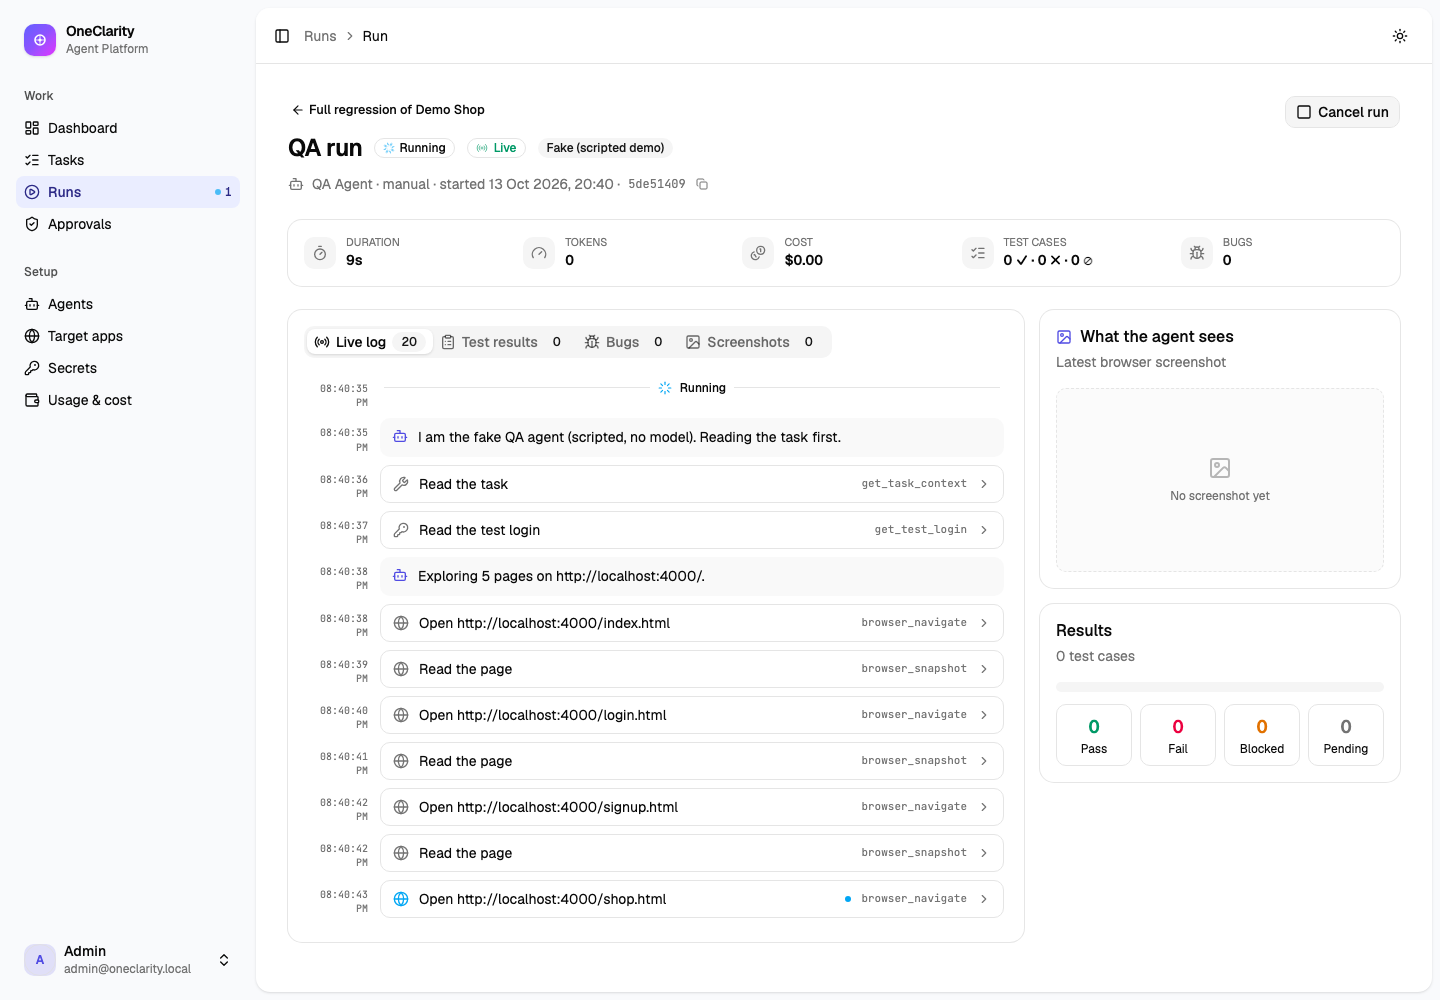 OneClarity
Agent Platform
Work
Dashboard
Tasks
Runs 1
Approvals
Setup
Agents
Target apps
Secrets
Usage & cost
A
Admin
admin@oneclarity.local
Runs > Run
← Full regression of Demo Shop
Cancel run
QA run Running Live Fake (scripted demo)
QA Agent · manual · started 13 Oct 2026, 20:40 · 5de51409
DURATION
9s
TOKENS
0
COST
$0.00
TEST CASES
0 ✓ · 0 ✕ · 0 ⊘
BUGS
0
Live log 20 Test results 0 Bugs 0 Screenshots 0
08:40:35 PM Running
08:40:35 PM I am the fake QA agent (scripted, no model). Reading the task first.
08:40:36 PM Read the task get_task_context
08:40:37 PM Read the test login get_test_login
08:40:38 PM Exploring 5 pages on http://localhost:4000/.
08:40:38 PM Open http://localhost:4000/index.html browser_navigate
08:40:39 PM Read the page browser_snapshot
08:40:40 PM Open http://localhost:4000/login.html browser_navigate
08:40:41 PM Read the page browser_snapshot
08:40:42 PM Open http://localhost:4000/signup.html browser_navigate
08:40:42 PM Read the page browser_snapshot
08:40:43 PM Open http://localhost:4000/shop.html browser_navigate
What the agent sees
Latest browser screenshot
No screenshot yet
Results
0 test cases
0 Pass
0 Fail
0 Blocked
0 Pending